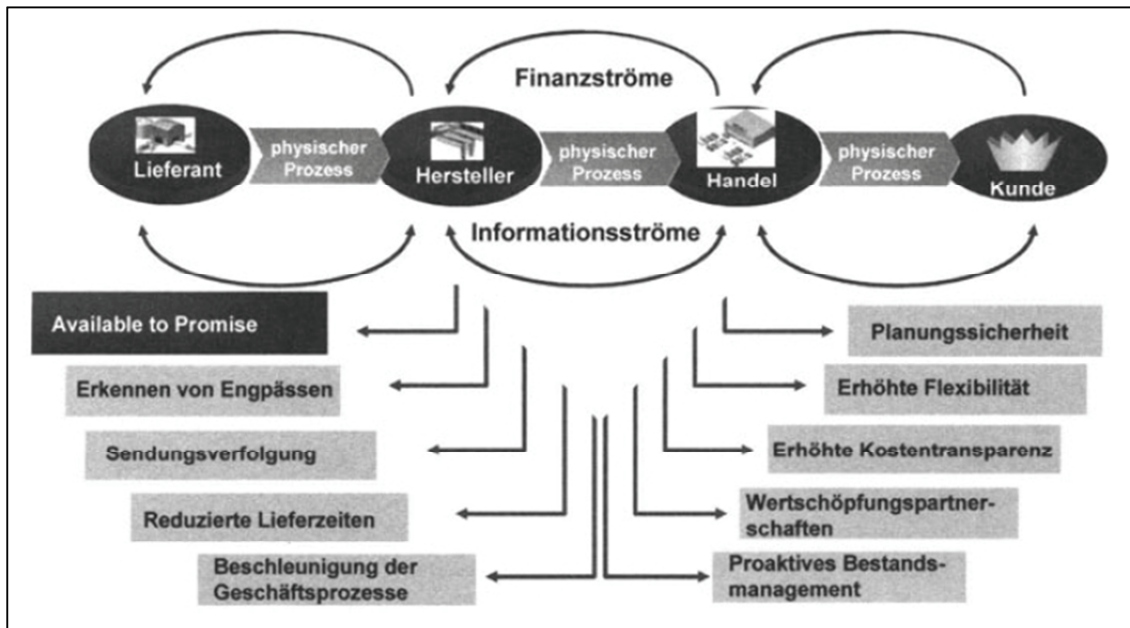 Finanzströme
Lieferant
physischer
Prozess
Hersteller
physischer
Prozess
Handel
physischer
Prozess
Kunde
Informationsströme
Available to Promise
Planungssicherheit
Erkennen von Engpässen
Erhöhte Flexibilität
Sendungsverfolgung
Erhöhte Kostentransparenz
Reduzierte Lieferzeiten
Wertschöpfungspartner-
schaften
Beschleunigung der
Geschäftsprozesse
Proaktives Bestands-
management